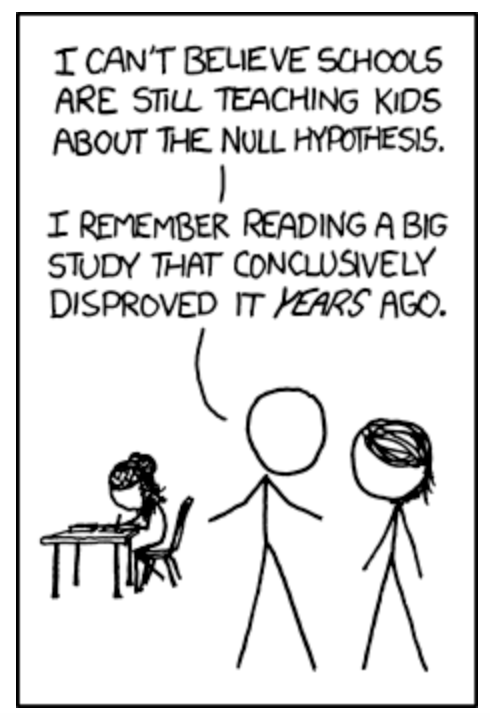 I CAN'T BELIEVE SCHOOLS
ARE STILL TEACHING KIDS
ABOUT THE NULL HYPOTHESIS.
I REMEMBER READING A BIG
STUDY THAT CONCLUSIVELY
DISPROVED IT YEARS AGO.